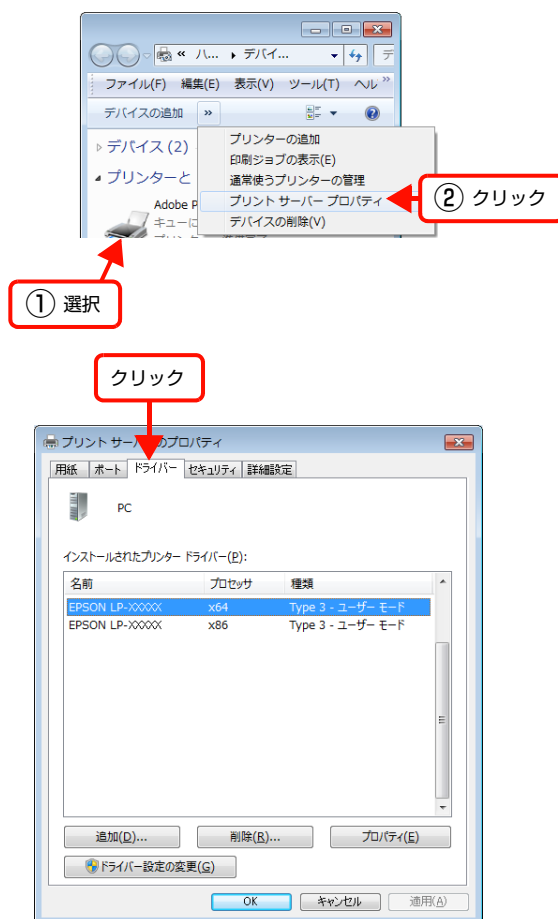 « ハ... ▸ デバイ... デ
ファイル(F) 編集(E) 表示(V) ツール(T) ヘル »
デバイスの追加 »
デバイス (2)
プリンターと
Adobe P
キューに
プリンターの追加
印刷ジョブの表示(E)
通常使うプリンターの管理
プリント サーバー プロパティ
デバイスの削除(V)
② クリック
① 選択
クリック
プリント サーバーのプロパティ
用紙 ポート ドライバー セキュリティ 詳細設定
PC
インストールされたプリンター ドライバー(P):
名前 プロセッサ 種類
EPSON LP-XXXXX x64 Type 3 - ユーザー モード
EPSON LP-XXXXX x86 Type 3 - ユーザー モード
追加(D)... 削除(R)... プロパティ(E)
ドライバー設定の変更(G)
OK キャンセル 適用(A)